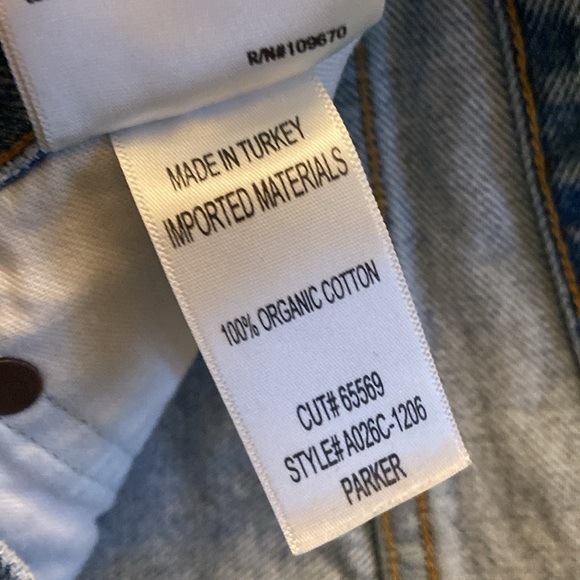 R/N#109670
MADE IN TURKEY
IMPORTED MATERIALS
100% ORGANIC COTTON
CUT# 65569
STYLE# A026C-1206
PARKER